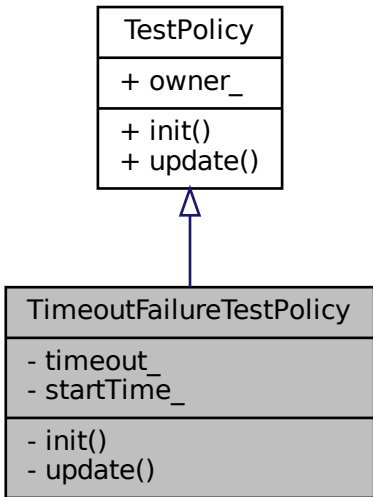 TestPolicy
+ owner_
+ init()
+ update()
TimeoutFailureTestPolicy
- timeout_
- startTime_
- init()
- update()